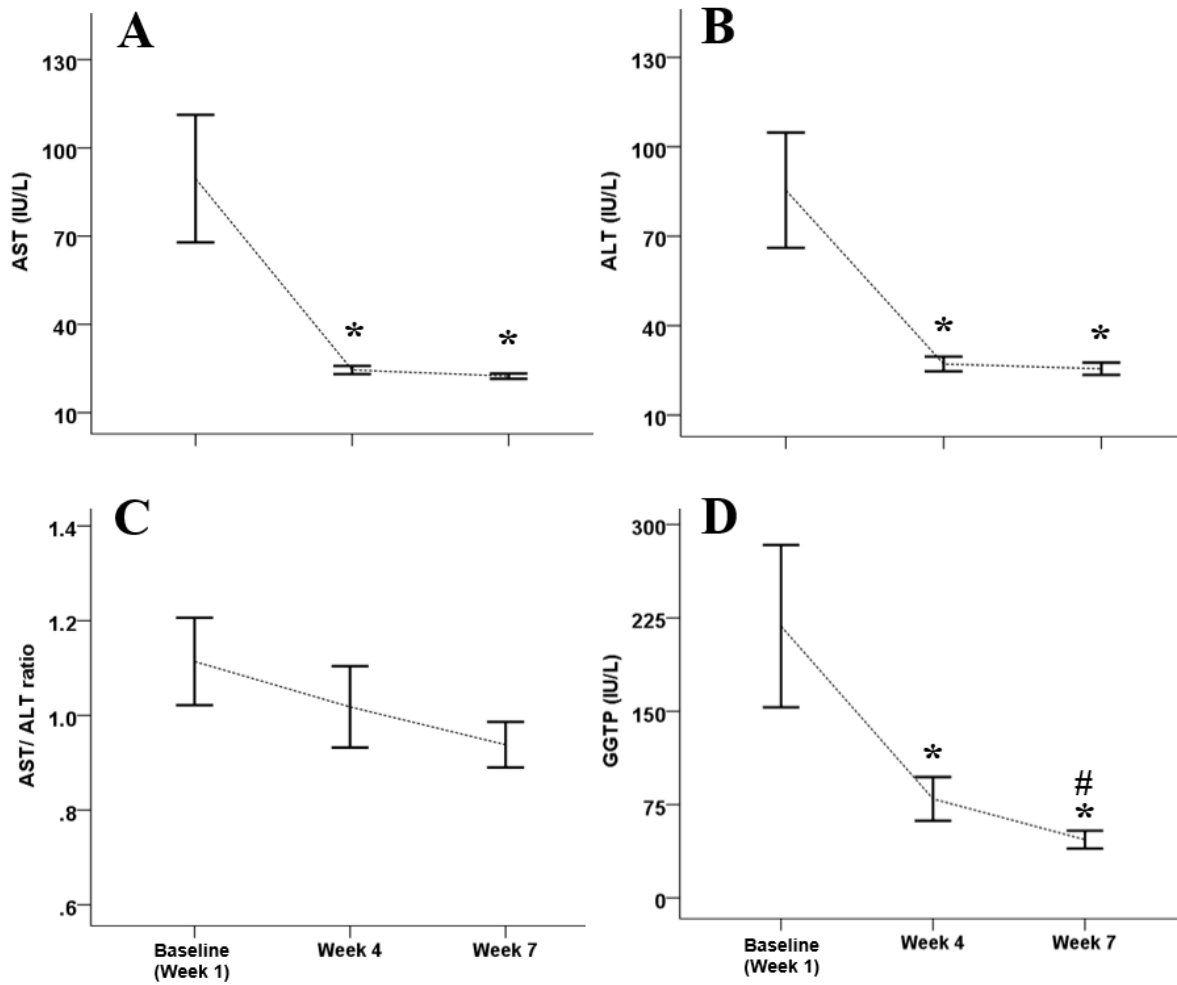 A
130
100
70
40
10
AST (IU/L)
*
*
B
130
100
70
40
10
ALT (IU/L)
*
*
C
1.4
1.2
1.0
.8
.6
AST/ ALT ratio
Baseline
(Week 1)
Week 4
Week 7
D
300
225
150
75
0
GGTP (IU/L)
*
#
*
Baseline
(Week 1)
Week 4
Week 7